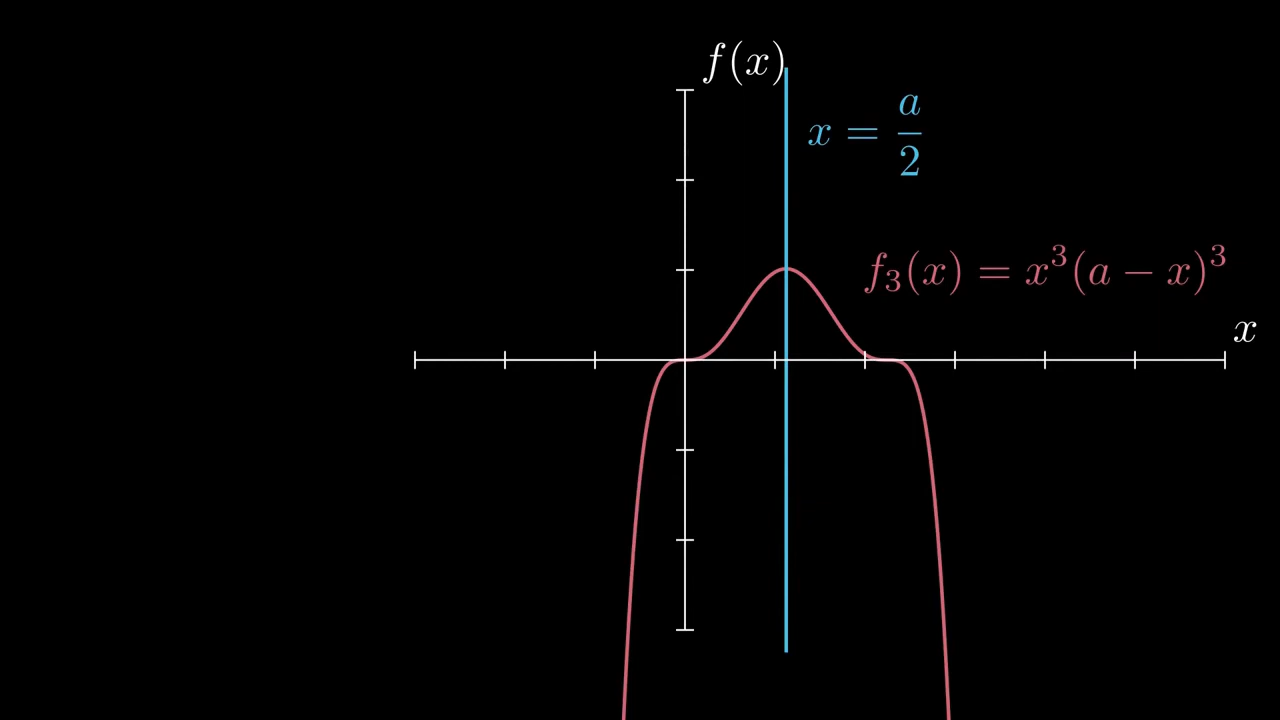 f(x)
x = a/2
f₃(x) = x³(a − x)³
x